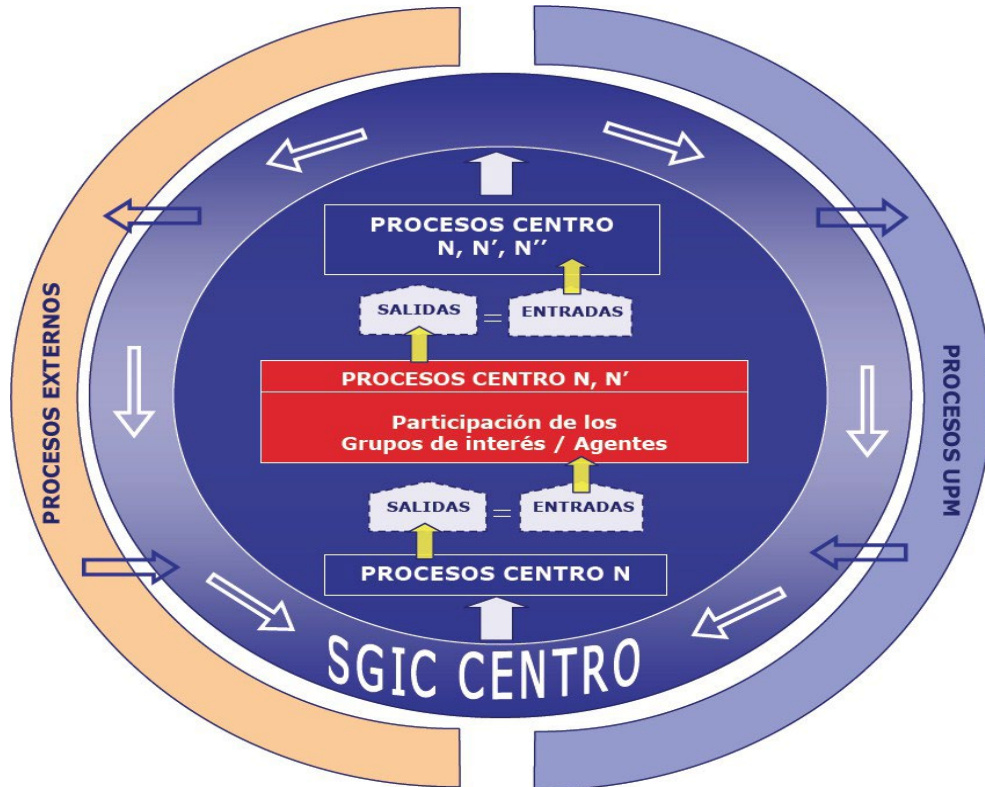 PROCESOS EXTERNOS
PROCESOS UPM
PROCESOS CENTRO
N, N’, N’’
SALIDAS = ENTRADAS
PROCESOS CENTRO N, N’
Participación de los
Grupos de interés / Agentes
SALIDAS = ENTRADAS
PROCESOS CENTRO N
SGIC CENTRO